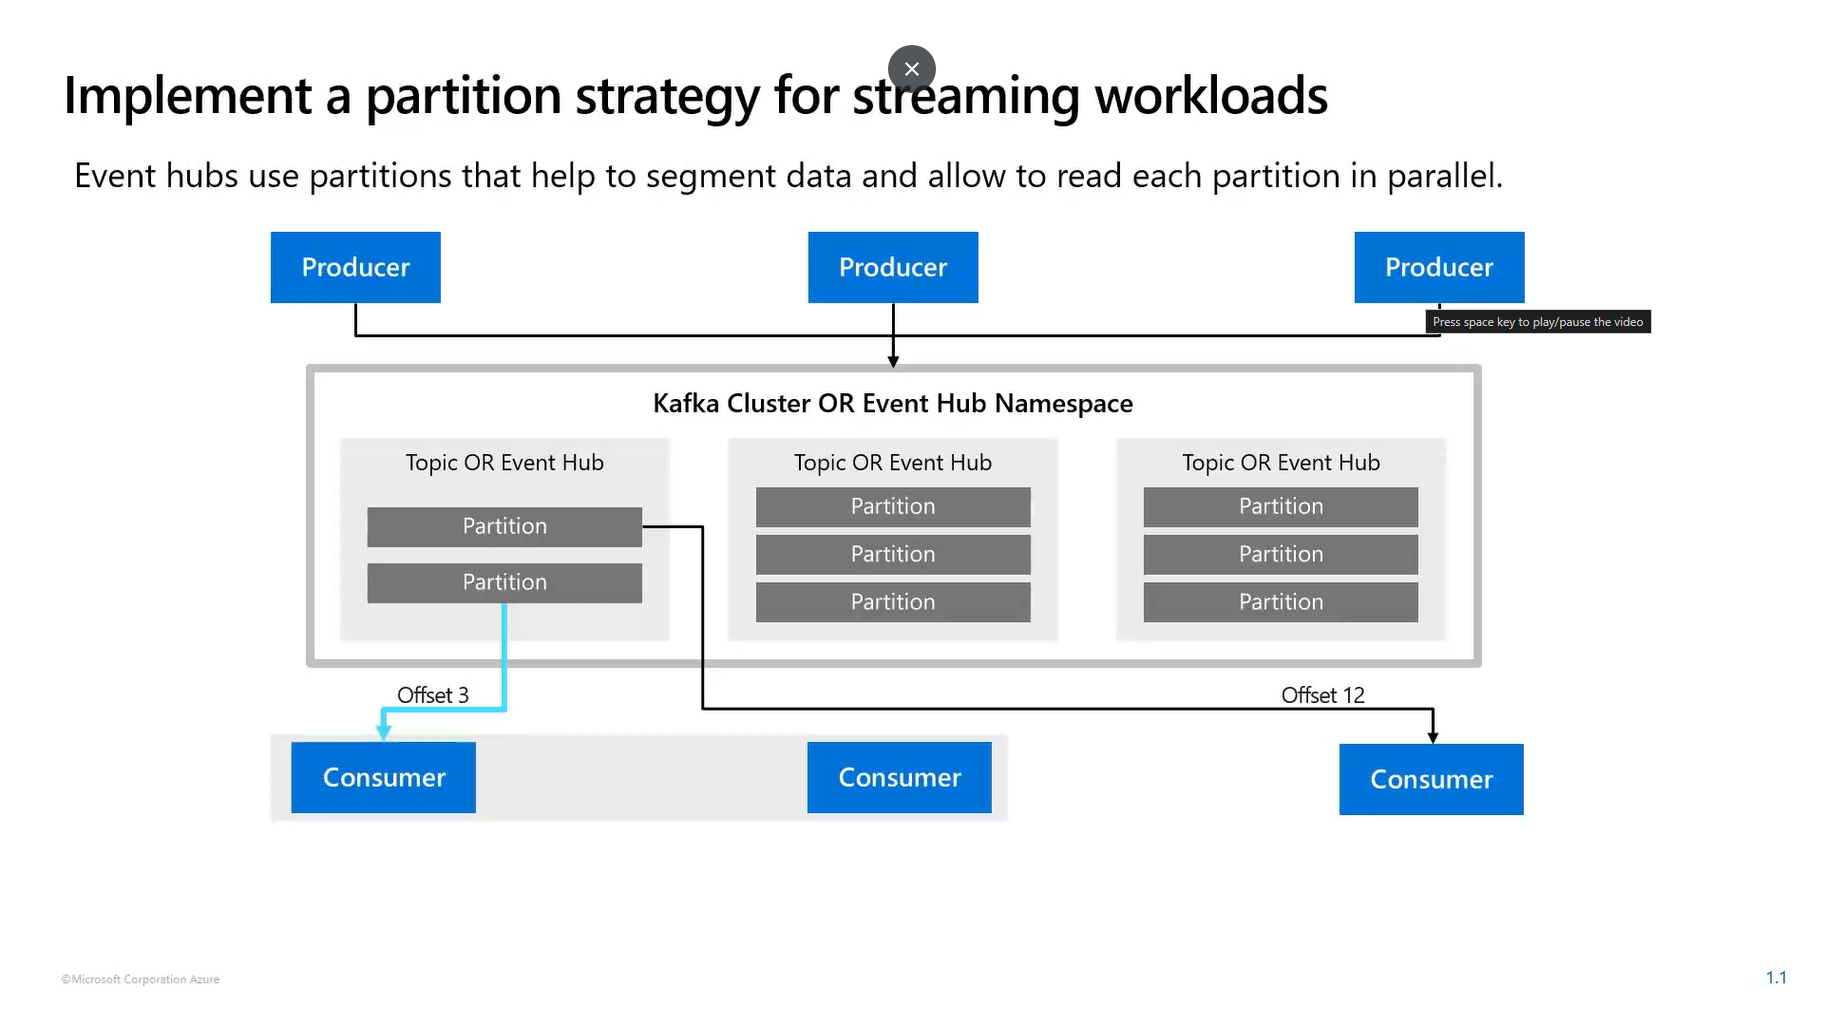 Implement a partition strategy for streaming workloads
Event hubs use partitions that help to segment data and allow to read each partition in parallel.
Producer
Producer
Producer
Press space key to play/pause the video
Kafka Cluster OR Event Hub Namespace
Topic OR Event Hub
Partition
Partition
Topic OR Event Hub
Partition
Partition
Partition
Topic OR Event Hub
Partition
Partition
Partition
Offset 3
Offset 12
Consumer
Consumer
Consumer
©Microsoft Corporation Azure
1.1